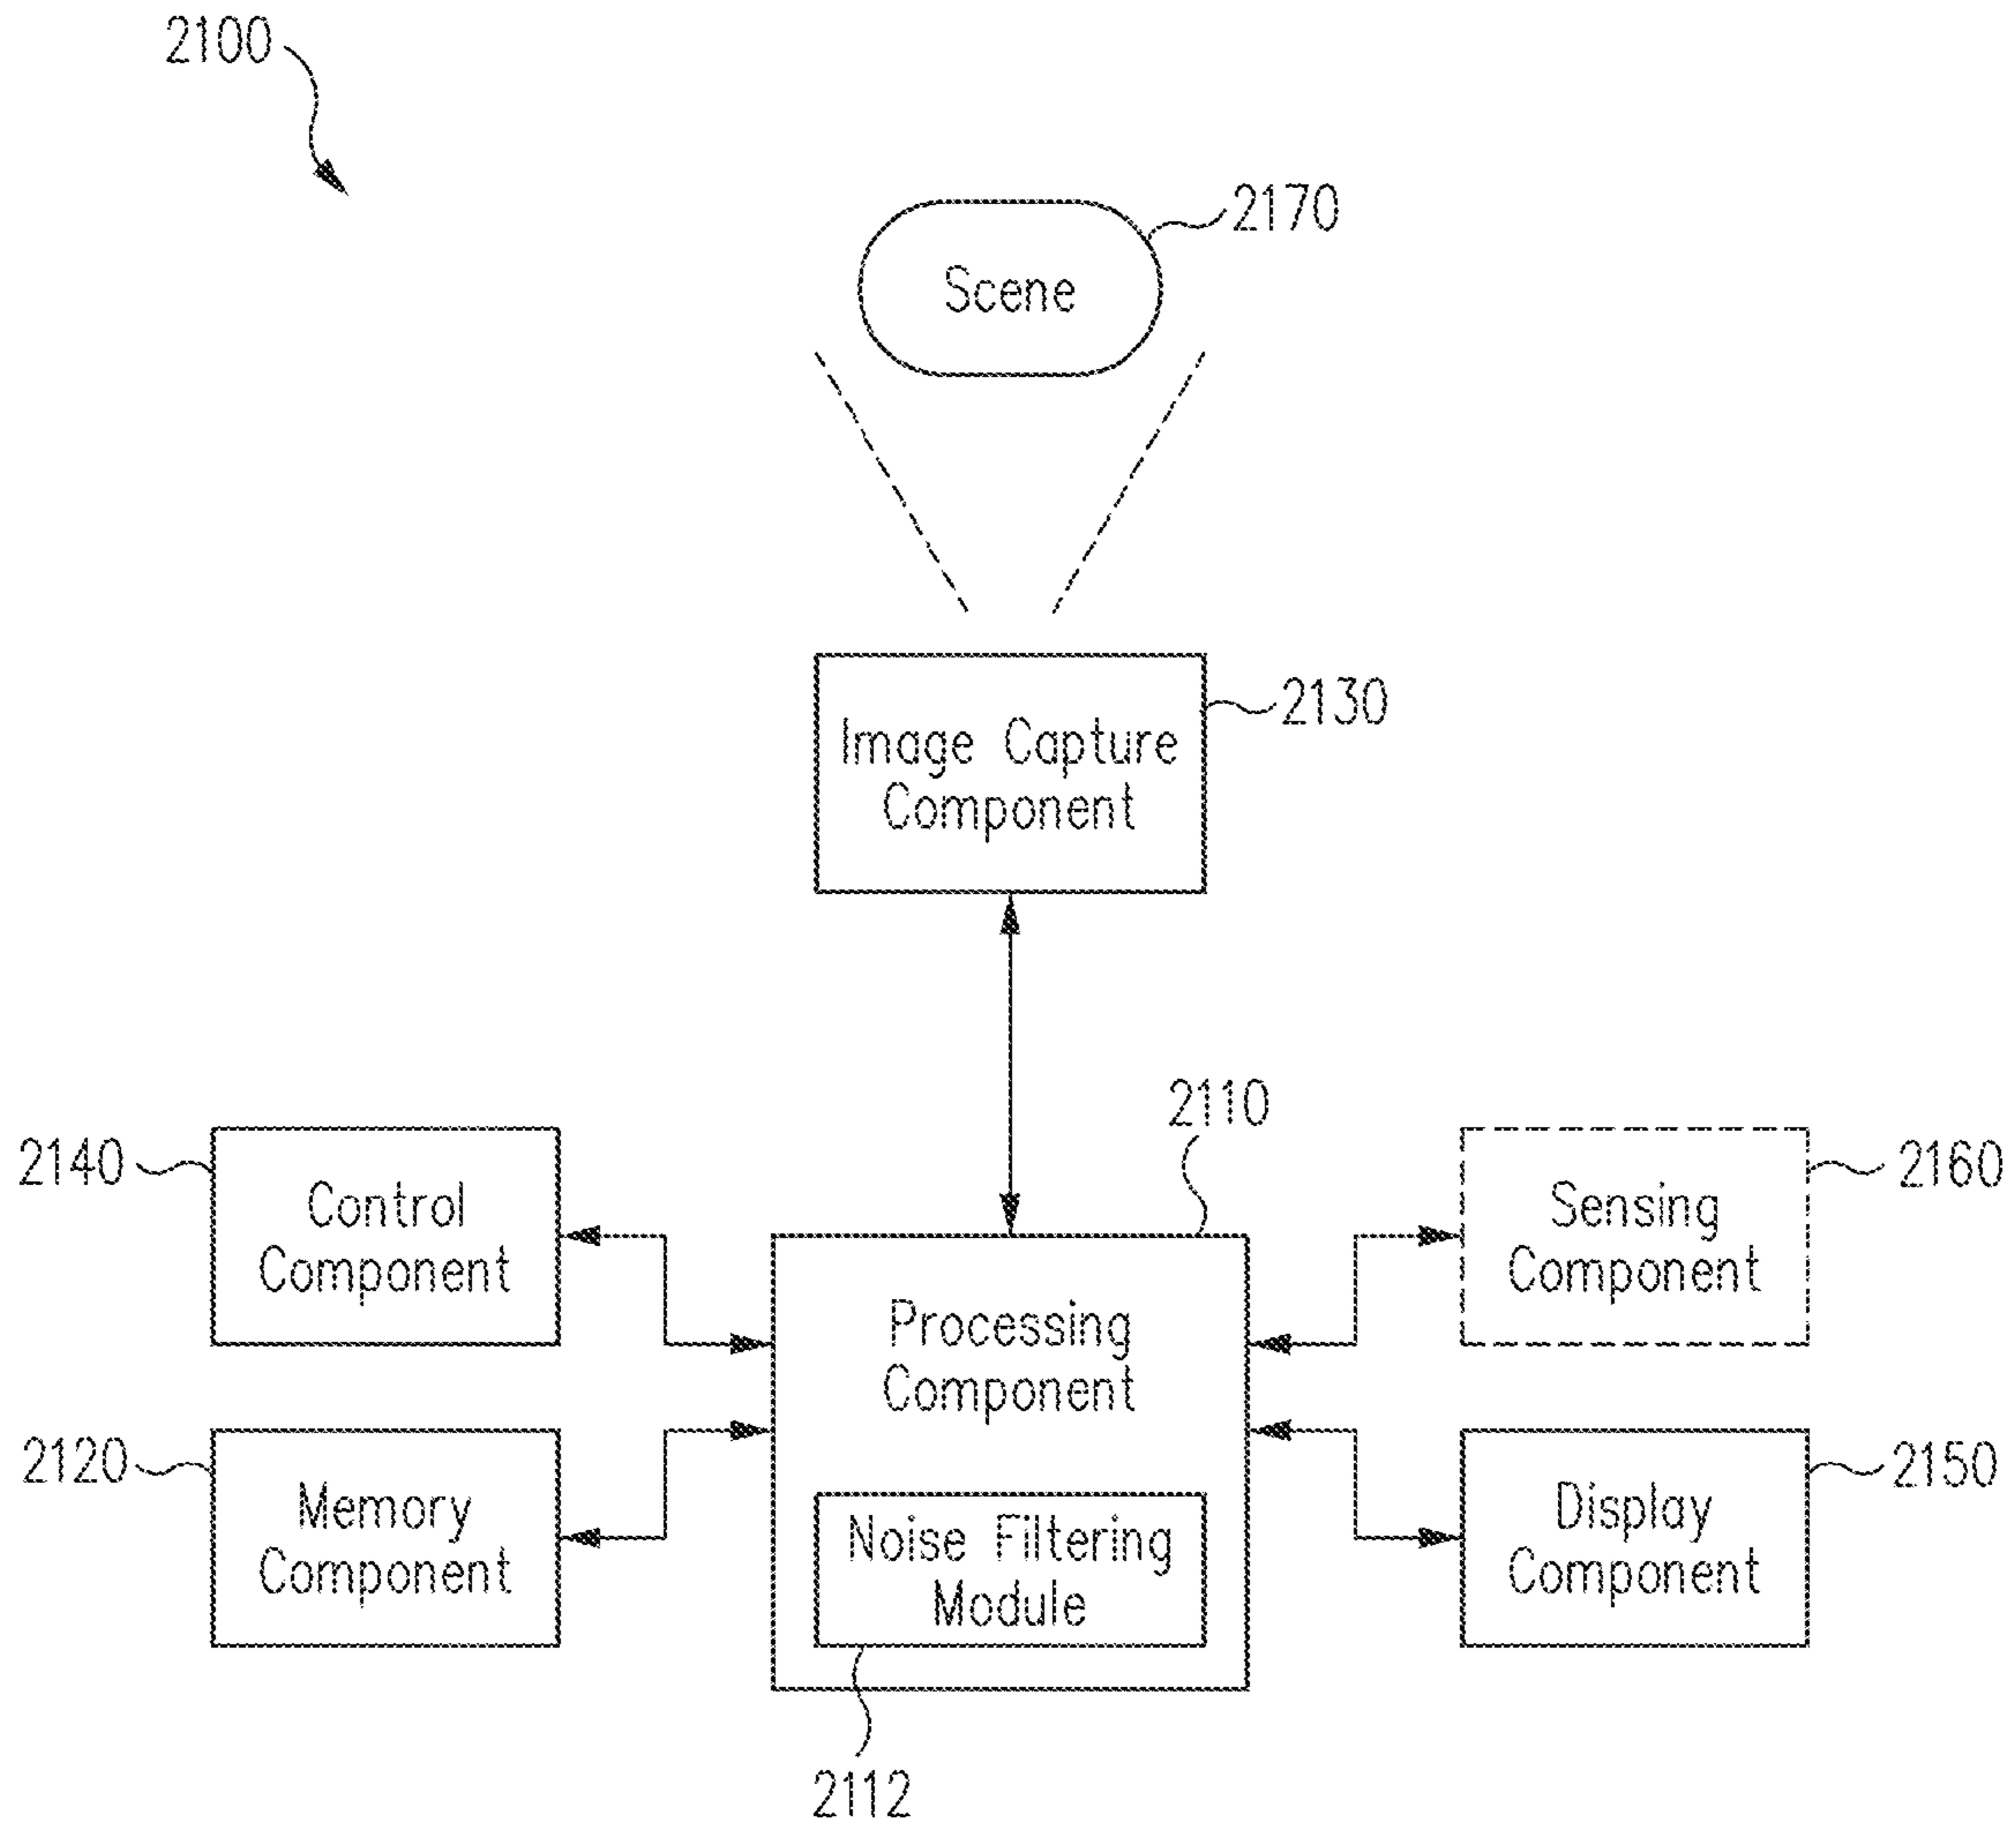 2100
2170
Scene
2130
Image Capture
Component
2110
2140
Control
Component
2160
Sensing
Component
Processing
Component
2120
Memory
Component
2150
Display
Component
Noise Filtering
Module
2112